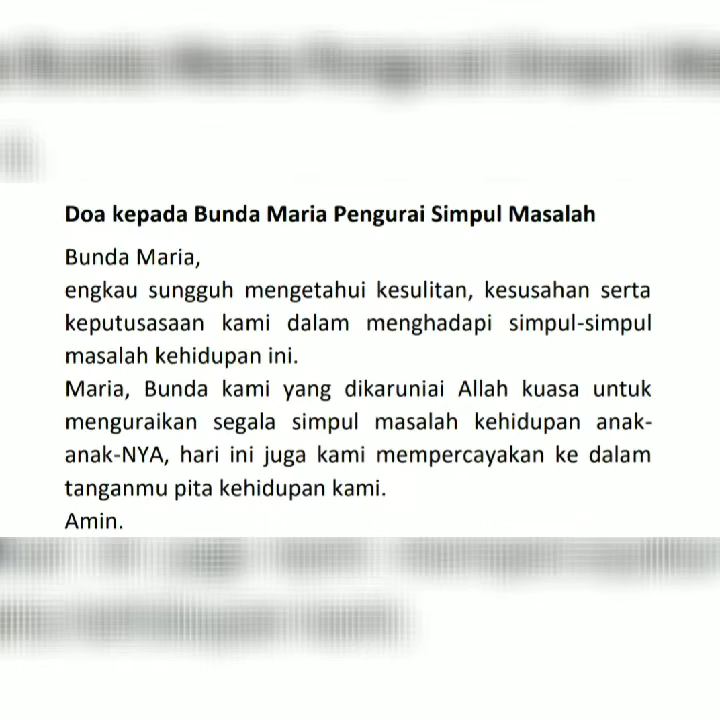 Doa kepada Bunda Maria Pengurai Simpul Masalah
Bunda Maria,
engkau sungguh mengetahui kesulitan, kesusahan serta
keputusasaan kami dalam menghadapi simpul-simpul
masalah kehidupan ini.
Maria, Bunda kami yang dikaruniai Allah kuasa untuk
menguraikan segala simpul masalah kehidupan anak-
anak-NYA, hari ini juga kami mempercayakan ke dalam
tanganmu pita kehidupan kami.
Amin.